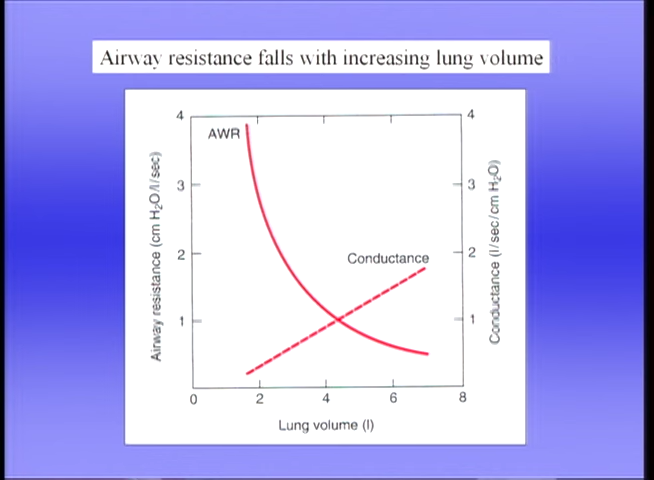 Airway resistance falls with increasing lung volume
4
4
AWR
3
3
2
2
Conductance
1
1
Airway resistance (cm H₂O/l/sec)
Conductance (l/sec/cm H₂O)
0
2
4
6
8
Lung volume (l)